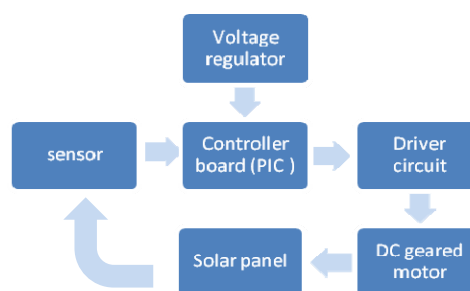 Voltage
regulator
sensor
Controller
board (PIC )
Driver
circuit
Solar panel
DC geared
motor